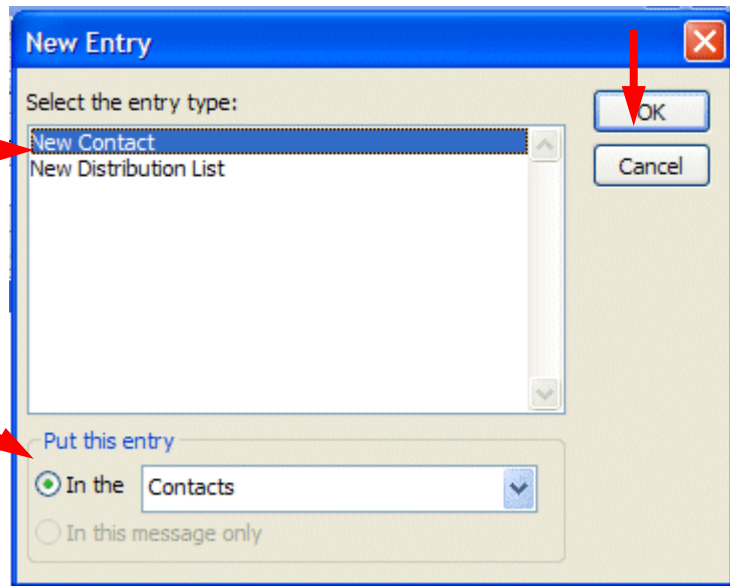 New Entry
Select the entry type:
OK
New Contact
New Distribution List
Cancel
Put this entry
In the Contacts
In this message only